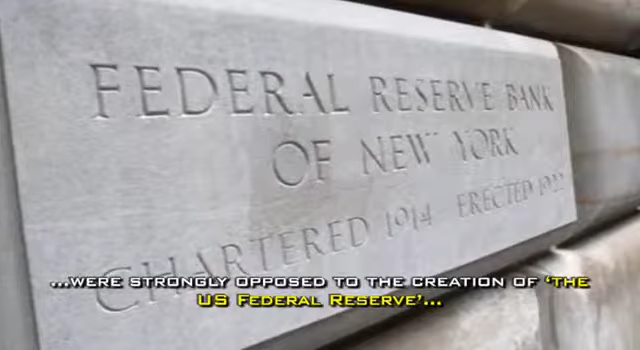 FEDERAL RESERVE BANK
OF NEW YORK
CHARTERED 1914 ERECTED 1922
...WERE STRONGLY OPPOSED TO THE CREATION OF ‘THE
US FEDERAL RESERVE’...